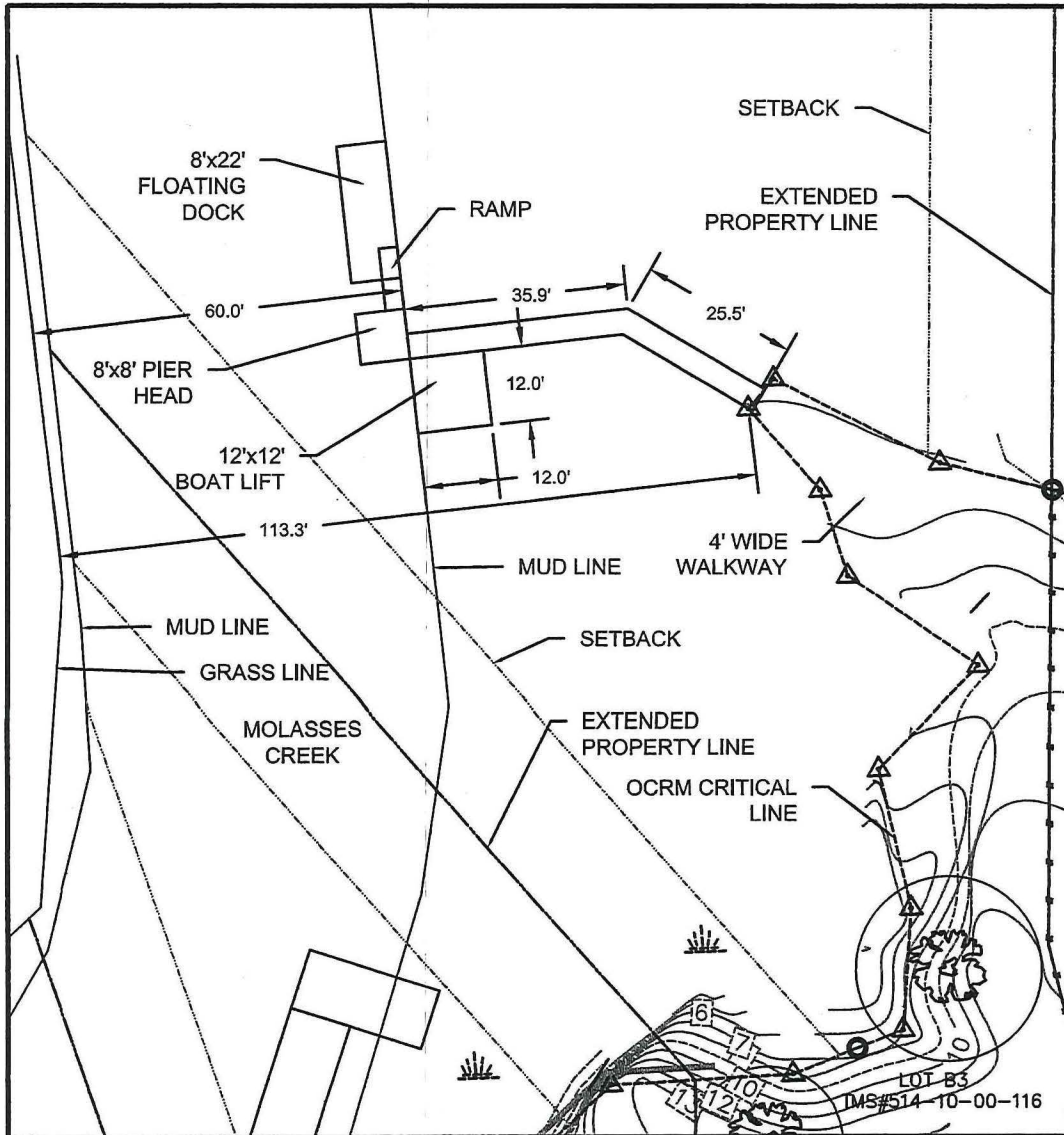 SETBACK
8'x22'
FLOATING
DOCK
RAMP
EXTENDED
PROPERTY LINE
60.0'
35.9'
25.5'
8'x8' PIER
HEAD
12.0'
12'x12'
BOAT LIFT
12.0'
113.3'
4' WIDE
WALKWAY
MUD LINE
MUD LINE
SETBACK
GRASS LINE
MOLASSES
CREEK
EXTENDED
PROPERTY LINE
OCRM CRITICAL
LINE
6
7
10
10
13
12
LOT B3
TMS#514-10-00-116